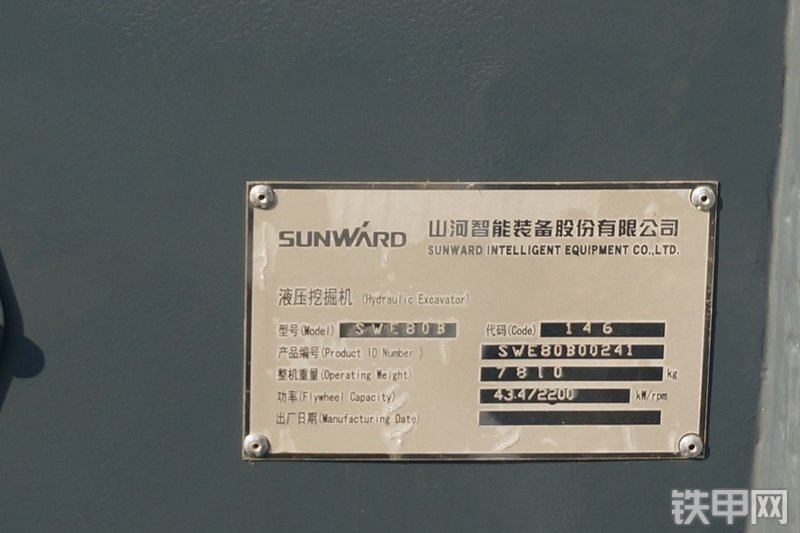 SUNWARD 山河智能装备股份有限公司
SUNWARD INTELLIGENT EQUIPMENT CO.,LTD.
液压挖掘机 (Hydraulic Excavator)
型号(Model) SWE80B 代码(Code) 146
产品编号(Product ID Number) SWE80B00241
整机重量(Operating Weight) 7810 kg
功率(Flywheel Capacity) 43.4/2200 kW/rpm
出厂日期(Manufacturing Date)
铁甲网